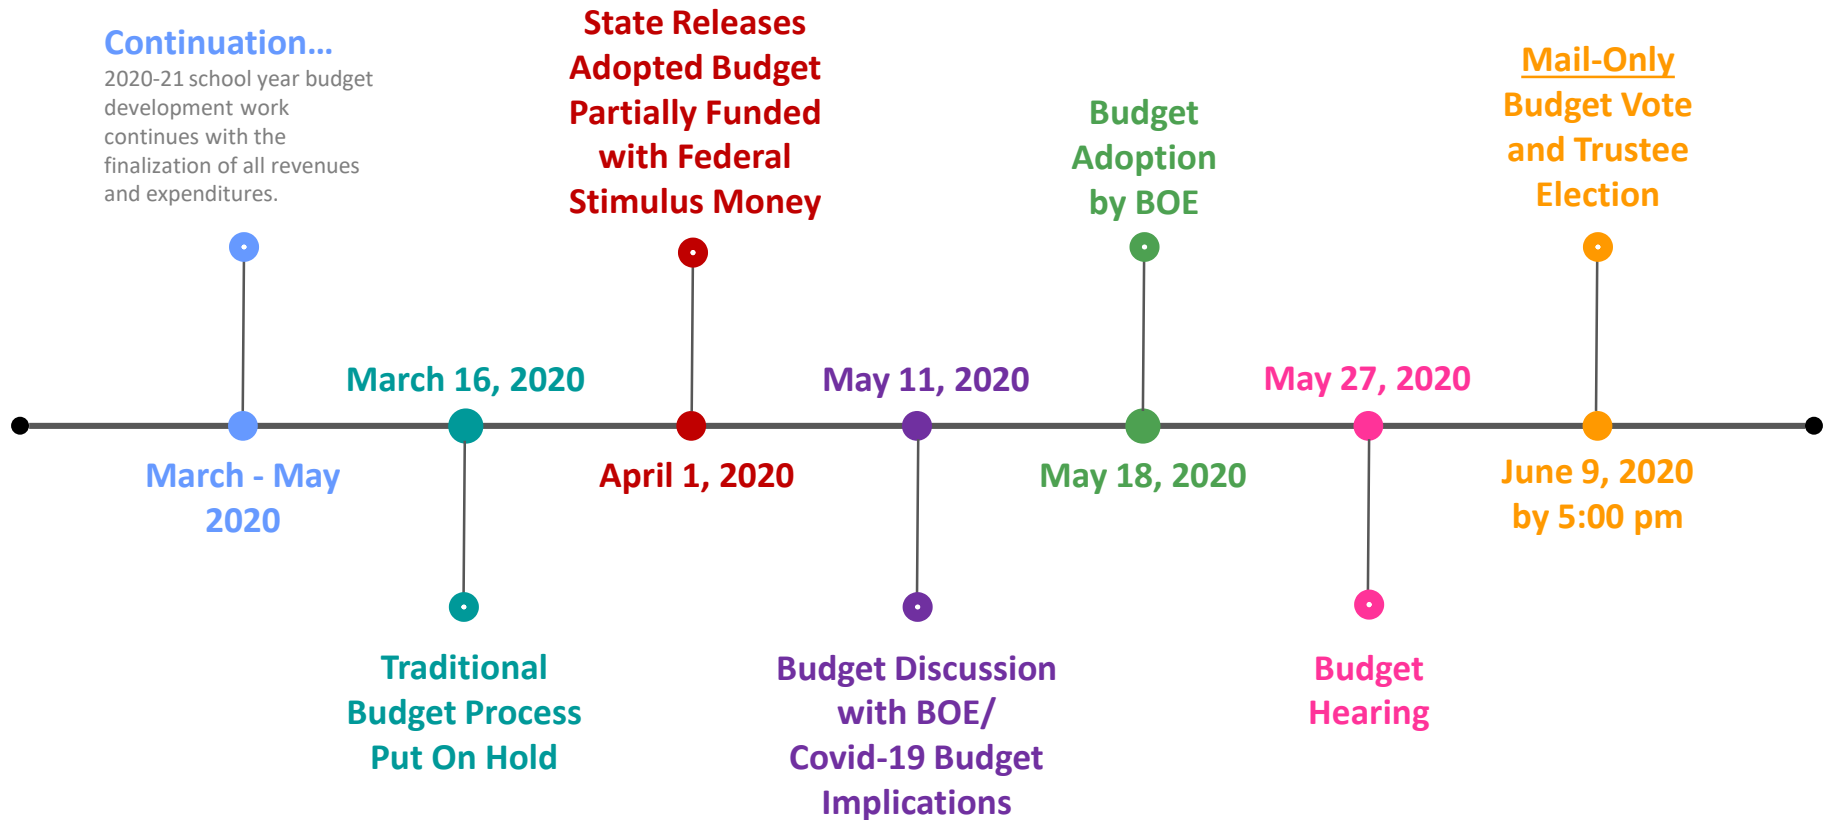 Continuation...
2020-21 school year budget
development work
continues with the
finalization of all revenues
and expenditures.
March - May
2020
March 16, 2020
Traditional
Budget Process
Put On Hold
State Releases
Adopted Budget
Partially Funded
with Federal
Stimulus Money
April 1, 2020
May 11, 2020
Budget Discussion
with BOE/
Covid-19 Budget
Implications
Budget
Adoption
by BOE
May 18, 2020
May 27, 2020
Budget
Hearing
Mail-Only
Budget Vote
and Trustee
Election
June 9, 2020
by 5:00 pm